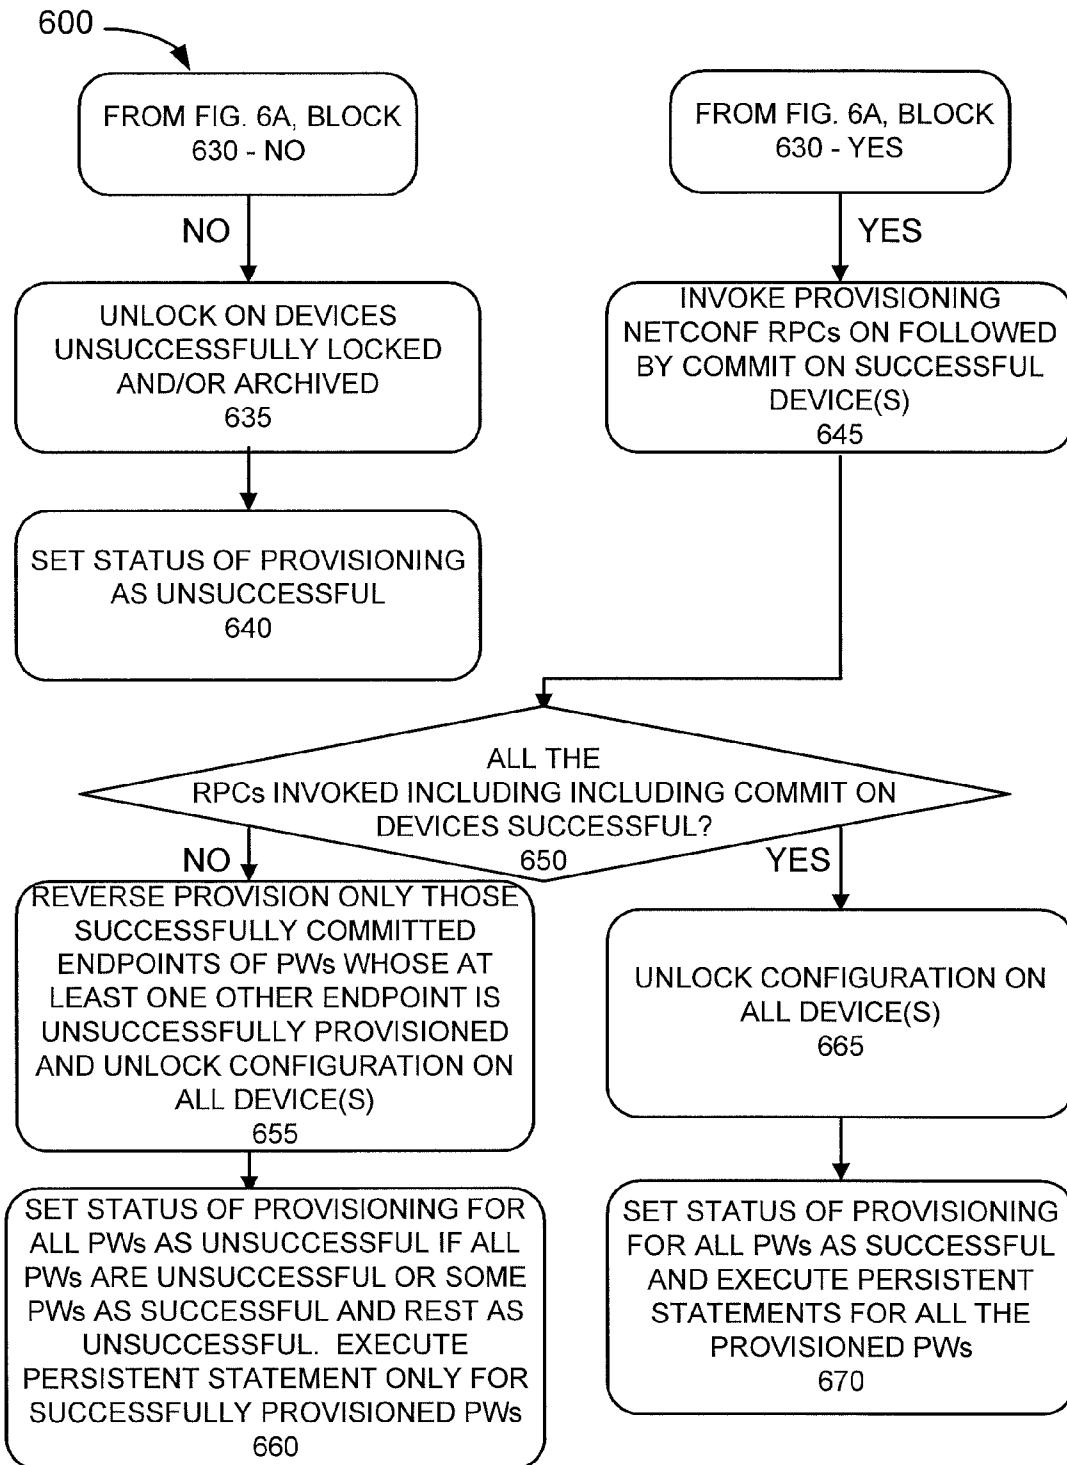 600
FROM FIG. 6A, BLOCK
630 - NO
NO
UNLOCK ON DEVICES
UNSUCCESSFULLY LOCKED
AND/OR ARCHIVED
635
SET STATUS OF PROVISIONING
AS UNSUCCESSFUL
640
FROM FIG. 6A, BLOCK
630 - YES
YES
INVOKE PROVISIONING
NETCONF RPCs ON FOLLOWED
BY COMMIT ON SUCCESSFUL
DEVICE(S)
645
ALL THE
RPCs INVOKED INCLUDING INCLUDING COMMIT ON
DEVICES SUCCESSFUL?
650
NO
REVERSE PROVISION ONLY THOSE
SUCCESSFULLY COMMITTED
ENDPOINTS OF PWs WHOSE AT
LEAST ONE OTHER ENDPOINT IS
UNSUCCESSFULLY PROVISIONED
AND UNLOCK CONFIGURATION ON
ALL DEVICE(S)
655
SET STATUS OF PROVISIONING FOR
ALL PWs AS UNSUCCESSFUL IF ALL
PWs ARE UNSUCCESSFUL OR SOME
PWs AS SUCCESSFUL AND REST AS
UNSUCCESSFUL. EXECUTE
PERSISTENT STATEMENT ONLY FOR
SUCCESSFULLY PROVISIONED PWs
660
YES
UNLOCK CONFIGURATION ON
ALL DEVICE(S)
665
SET STATUS OF PROVISIONING
FOR ALL PWs AS SUCCESSFUL
AND EXECUTE PERSISTENT
STATEMENTS FOR ALL THE
PROVISIONED PWs
670